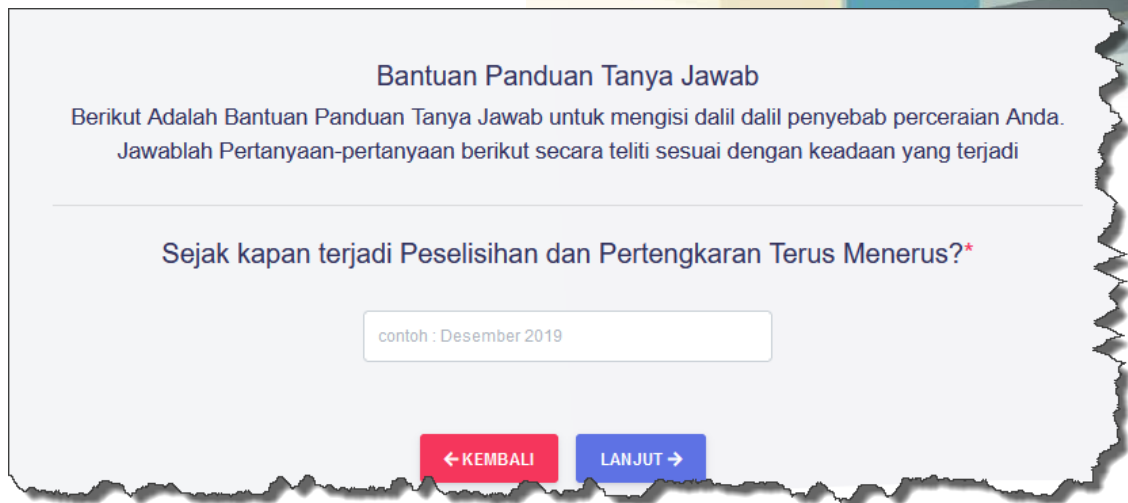 Bantuan Panduan Tanya Jawab
Berikut Adalah Bantuan Panduan Tanya Jawab untuk mengisi dalil dalil penyebab perceraian Anda.
Jawablah Pertanyaan-pertanyaan berikut secara teliti sesuai dengan keadaan yang terjadi
Sejak kapan terjadi Peselisihan dan Pertengkaran Terus Menerus?*
contoh : Desember 2019
←KEMBALI
LANJUT →